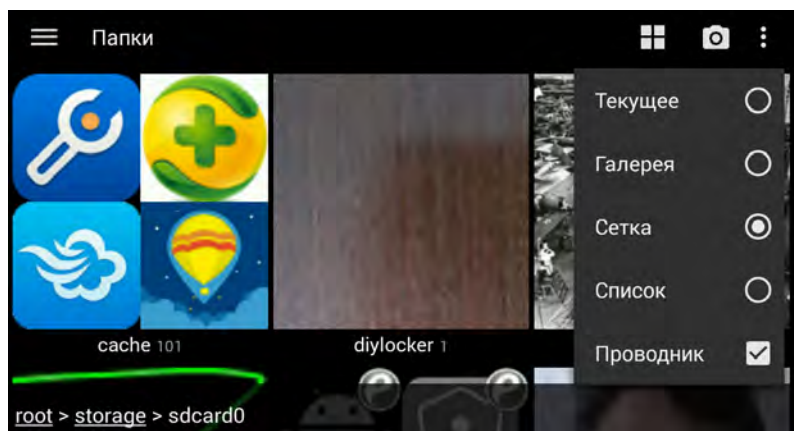 Папки
Текущее
Галерея
Сетка
Список
Проводник
cache 101
diylocker 1
root > storage > sdcard0